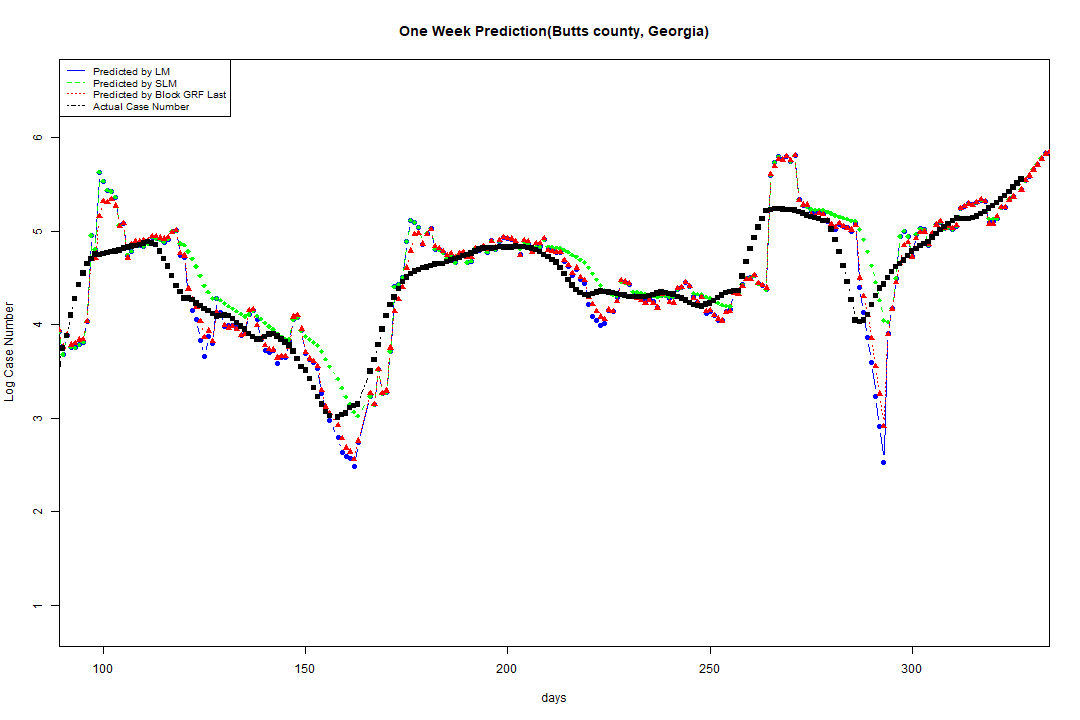 One Week Prediction(Butts county, Georgia)
Predicted by LM
Predicted by SLM
Predicted by Block GRF Last
Actual Case Number
6
5
4
3
2
1
Log Case Number
100 150 200 250 300
days